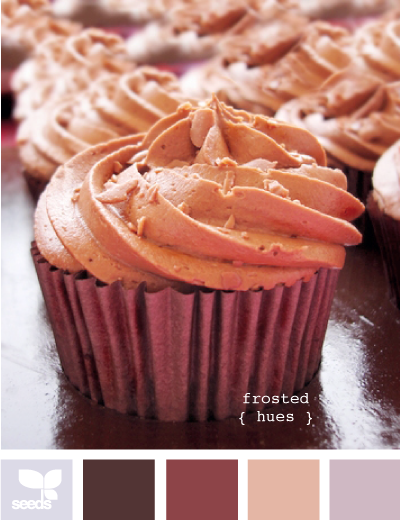 frosted
{ hues }
seeds